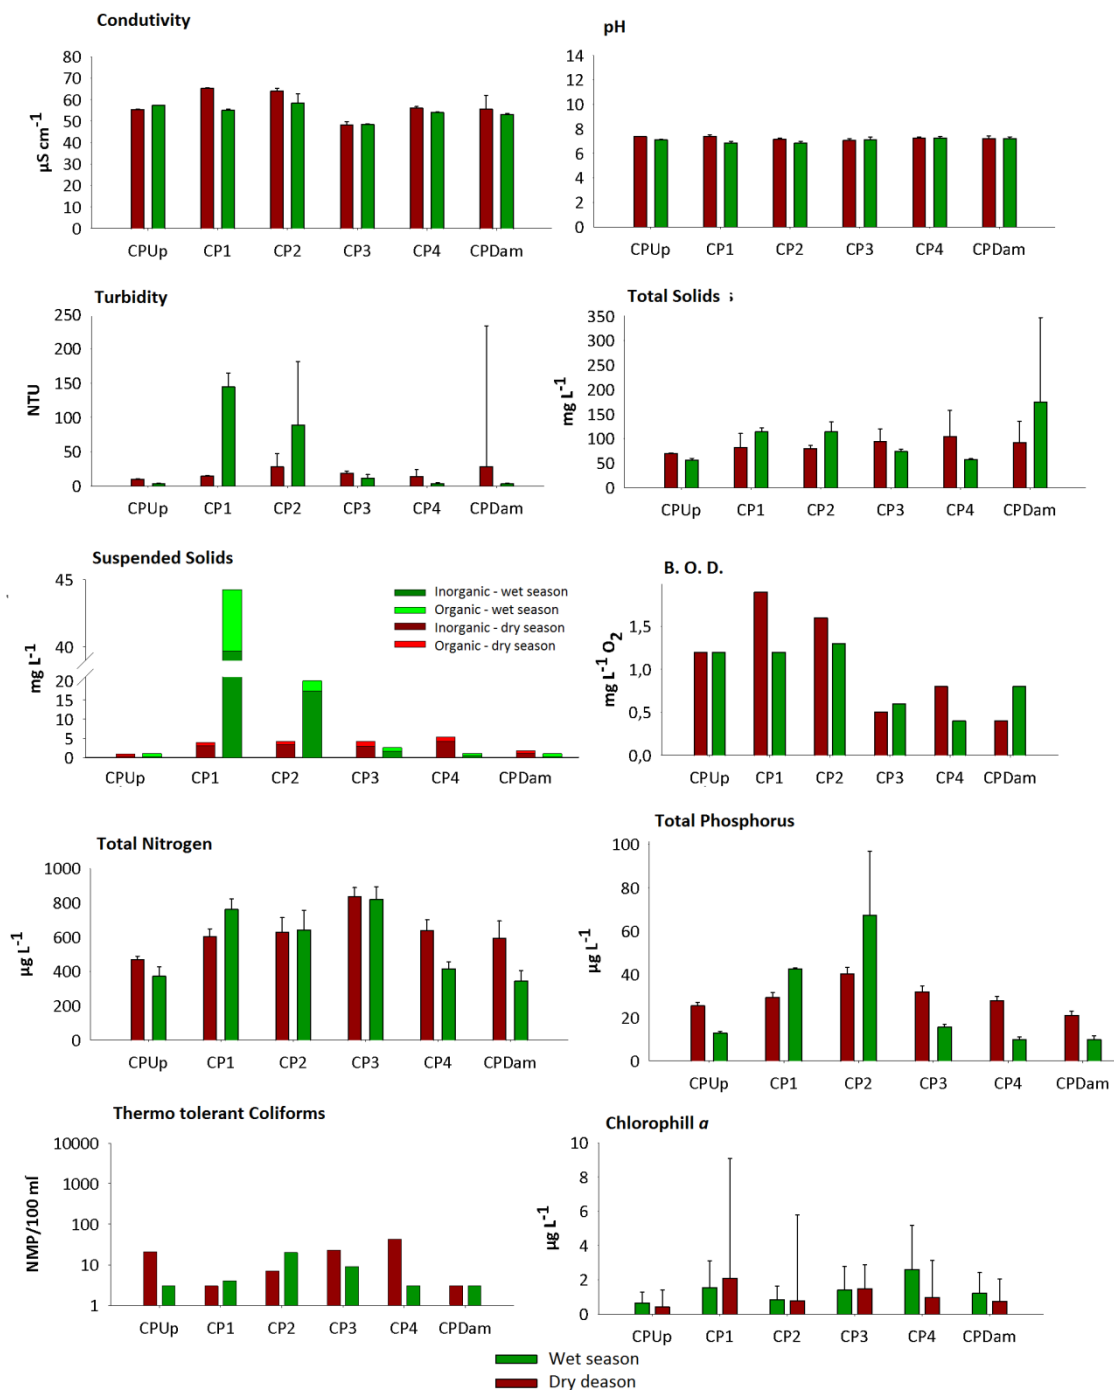 Condutivity
80
70
60
50
40
30
20
10
0
µS cm-1
CPUp CP1 CP2 CP3 CP4 CPDam
pH
14
12
10
8
6
4
2
0
CPUp CP1 CP2 CP3 CP4 CPDam
Turbidity
250
200
150
100
50
0
NTU
CPUp CP1 CP2 CP3 CP4 CPDam
Total Solids
350
300
250
200
150
100
50
0
mg L-1
CPUp CP1 CP2 CP3 CP4 CPDam
Suspended Solids
45
40
20
15
10
5
0
mg L-1
Inorganic - wet season
Organic - wet season
Inorganic - dry season
Organic - dry season
CPUp CP1 CP2 CP3 CP4 CPDam
B. O. D.
1,5
1,0
0,5
0,0
mg L-1 O2
CPUp CP1 CP2 CP3 CP4 CPDam
Total Nitrogen
1000
800
600
400
200
0
µg L-1
CPUp CP1 CP2 CP3 CP4 CPDam
Total Phosphorus
100
80
60
40
20
0
µg L-1
CPUp CP1 CP2 CP3 CP4 CPDam
Thermo tolerant Coliforms
10000
1000
100
10
1
NMP/100 ml
CPUp CP1 CP2 CP3 CP4 CPDam
Chlorophill a
10
8
6
4
2
0
µg L-1
CPUp CP1 CP2 CP3 CP4 CPDam
Wet season
Dry deason